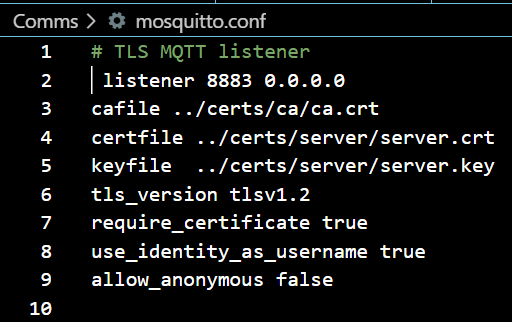 Comms > mosquitto.conf
1 # TLS MQTT listener
2  listener 8883 0.0.0.0
3 cafile ../certs/ca/ca.crt
4 certfile ../certs/server/server.crt
5 keyfile  ../certs/server/server.key
6 tls_version tlsv1.2
7 require_certificate true
8 use_identity_as_username true
9 allow_anonymous false
10